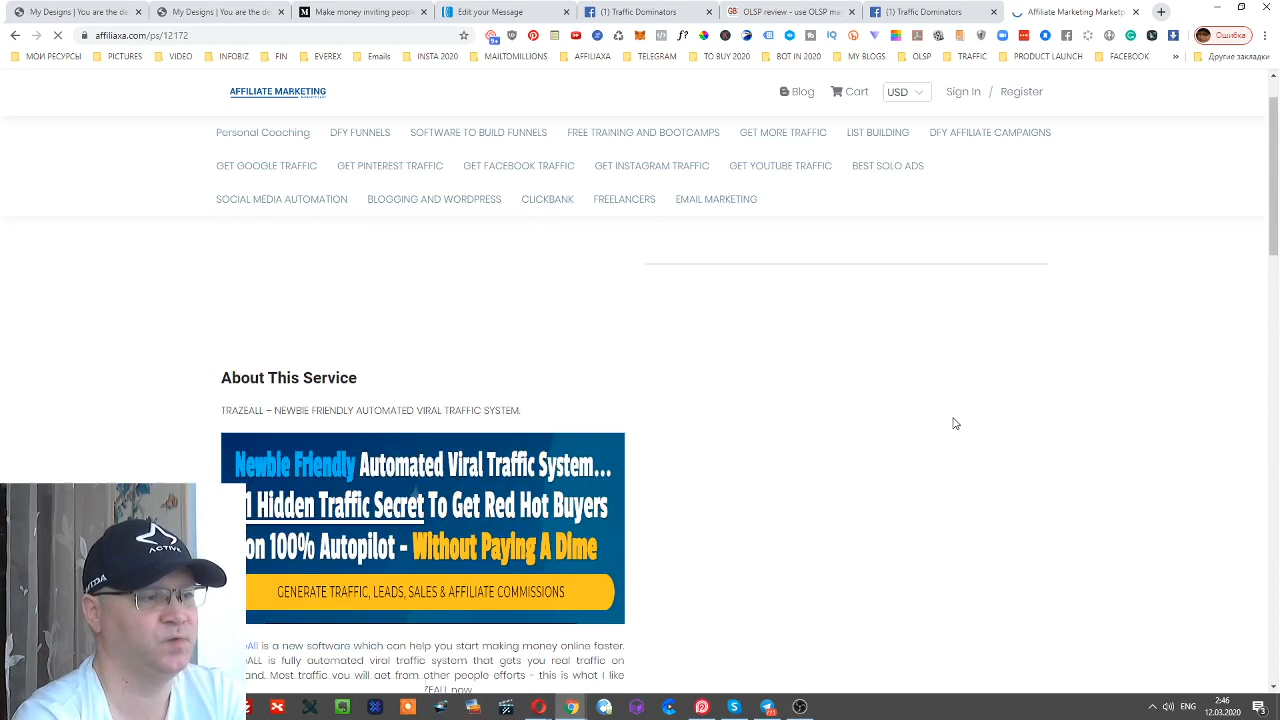 My Designs | You are the de
My Designs | You are the de
Make money inviting people
Edit your Message
(1) Traffic Dominators
OLSP review - use OLSP ma
(1) Traffic Dominators
Affiliate Marketing Marketp
affiliaxa.com/ps/12172
Ошибка
МОИ РЕСУРСЫ PICTURES VIDEO INFOBIZ FIN EVEREX Emails INSTA 2020 MAILTOMILLIONS AFFILIAXA TELEGRAM TO BUY 2020 BOT IN 2020 MY BLOGS OLSP TRAFFIC PRODUCT LAUNCH FACEBOOK » Другие закладки
AFFILIATE MARKETING
Blog Cart USD Sign In / Register
Personal Coaching DFY FUNNELS SOFTWARE TO BUILD FUNNELS FREE TRAINING AND BOOTCAMPS GET MORE TRAFFIC LIST BUILDING DFY AFFILIATE CAMPAIGNS
GET GOOGLE TRAFFIC GET PINTEREST TRAFFIC GET FACEBOOK TRAFFIC GET INSTAGRAM TRAFFIC GET YOUTUBE TRAFFIC BEST SOLO ADS
SOCIAL MEDIA AUTOMATION BLOGGING AND WORDPRESS CLICKBANK FREELANCERS EMAIL MARKETING
About This Service
TRAZEALL – NEWBIE FRIENDLY AUTOMATED VIRAL TRAFFIC SYSTEM.
Newbie Friendly Automated Viral Traffic System...
1 Hidden Traffic Secret To Get Red Hot Buyers
on 100% Autopilot – Without Paying A Dime
GENERATE TRAFFIC, LEADS, SALES & AFFILIATE COMMISSIONS
is a new software which can help you start making money online faster.
ALL is fully automated viral traffic system that gets you real traffic on
and. Most traffic you will get from other people efforts - this is what I like
ZEALL now
ACTIVE
2:46
ENG
12.03.2020